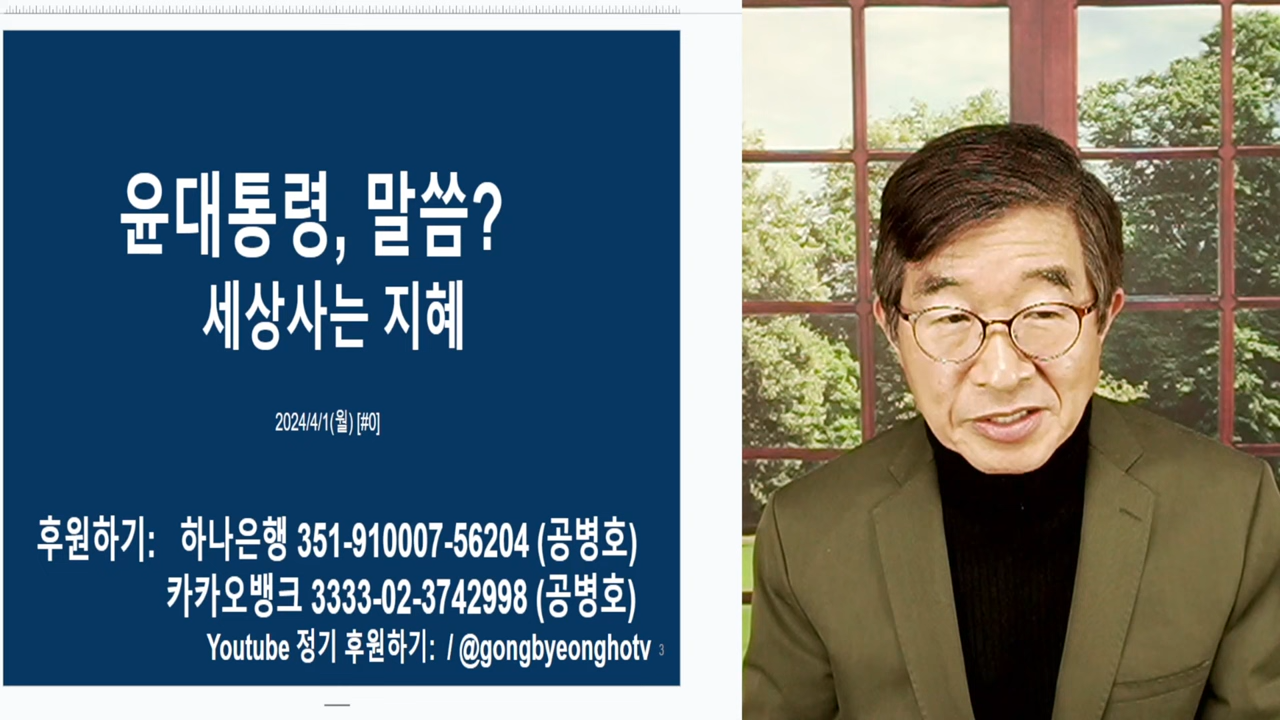 윤대통령, 말씀?
세상사는 지혜
2024/4/1(월) [#0]
후원하기: 하나은행 351-910007-56204 (공병호)
카카오뱅크 3333-02-3742998 (공병호)
Youtube 정기 후원하기: / @gongbyeonghotv
3